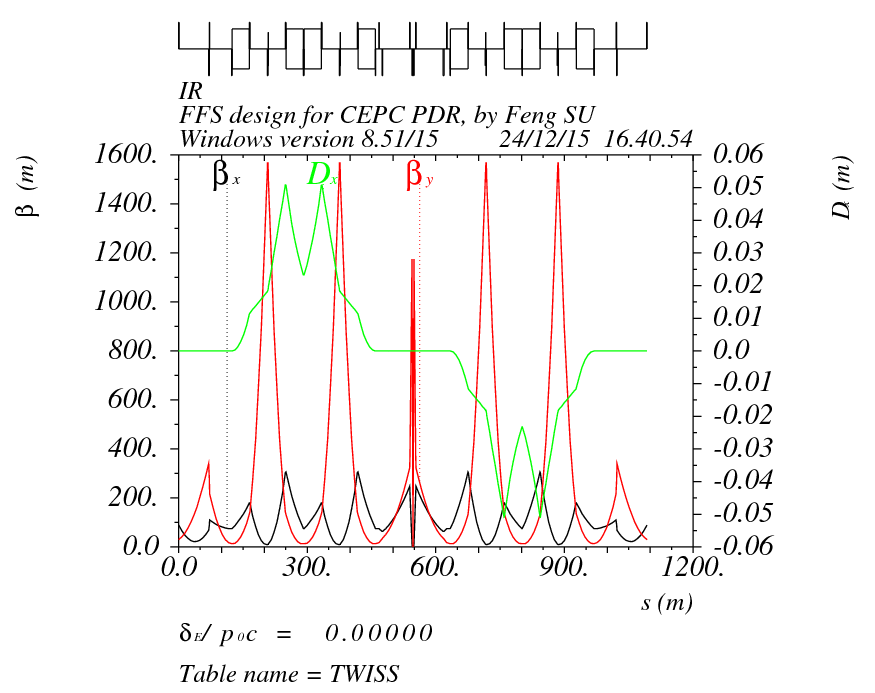 IR
FFS design for CEPC PDR, by Feng SU
Windows version 8.51/15 24/12/15 16.40.54
β (m)
1600.
1400.
1200.
1000.
800.
600.
400.
200.
0.0
βx Dx βy
0.06
0.05
0.04
0.03
0.02
0.01
0.0
-0.01
-0.02
-0.03
-0.04
-0.05
-0.06
Dx (m)
0.0 300. 600. 900. 1200.
s (m)
δE/ p0c = 0.00000
Table name = TWISS